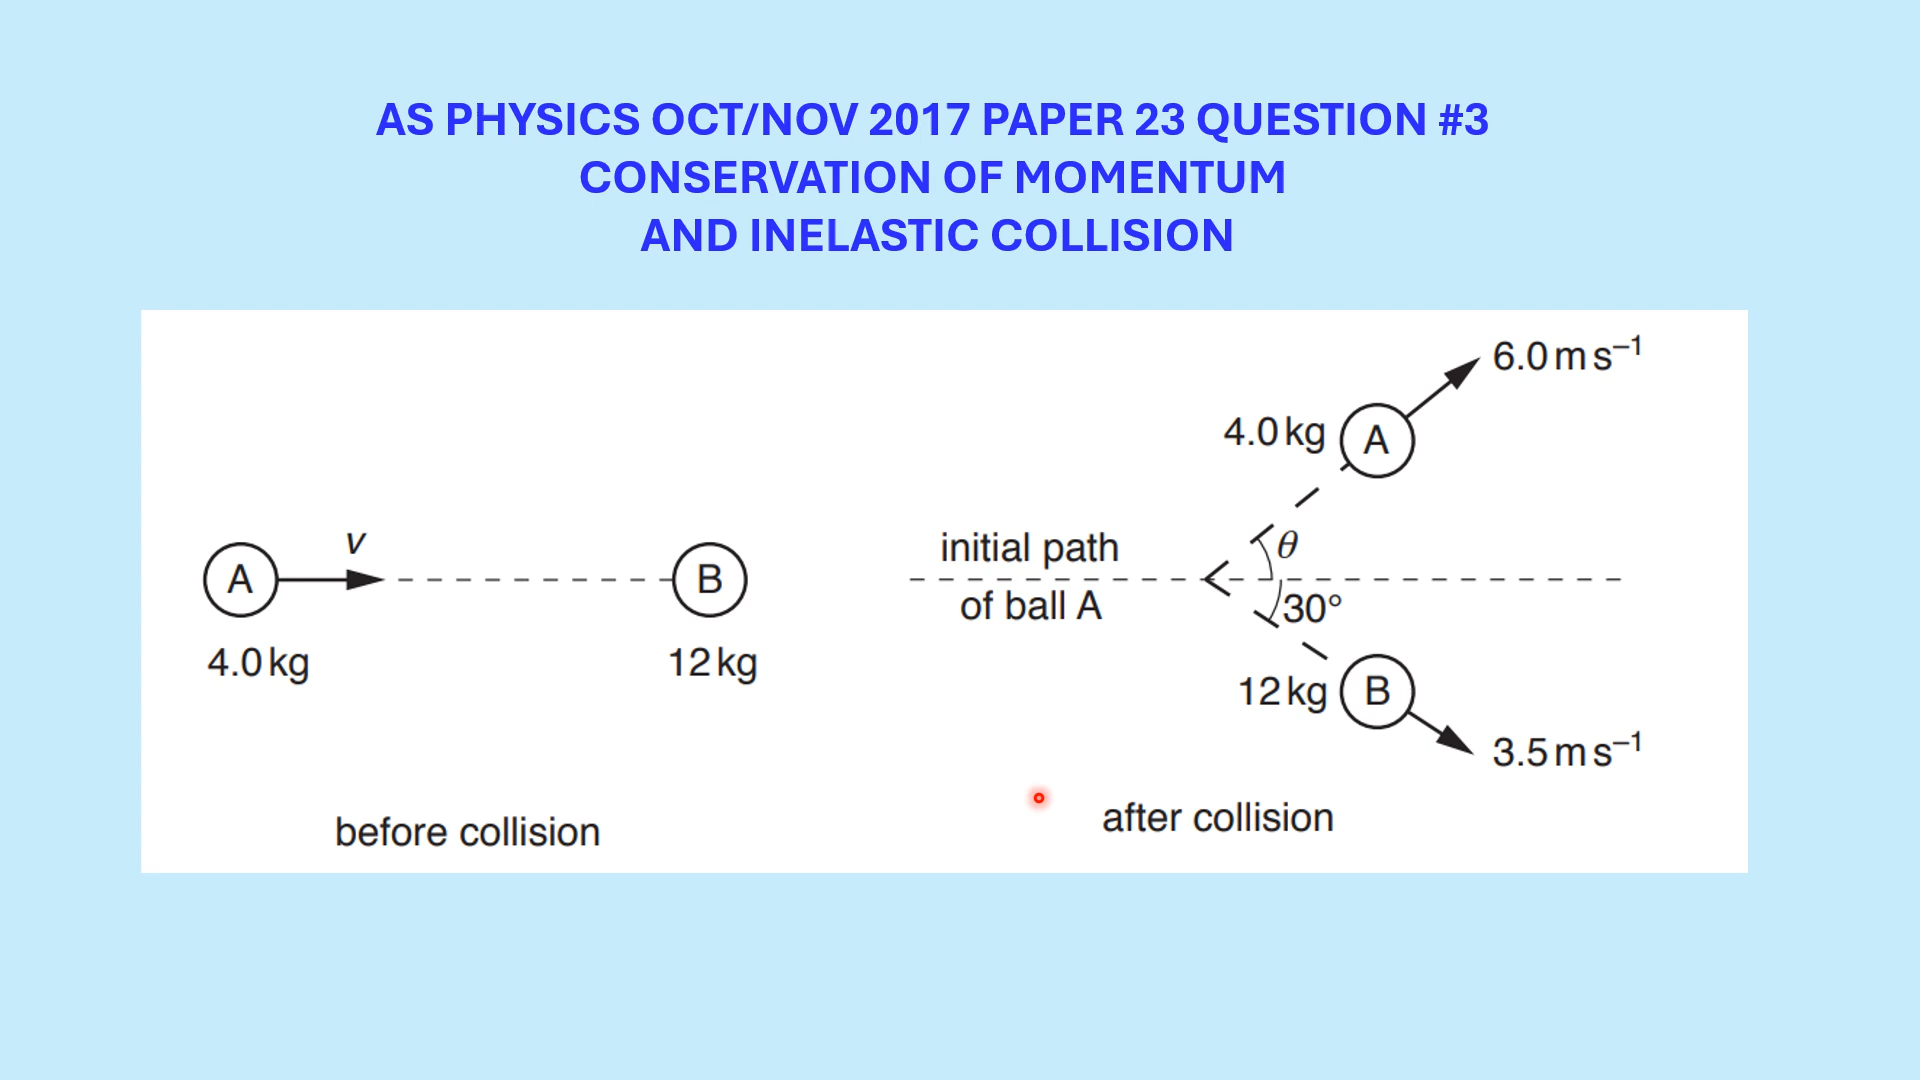 AS PHYSICS OCT/NOV 2017 PAPER 23 QUESTION #3
CONSERVATION OF MOMENTUM
AND INELASTIC COLLISION
A
v
B
4.0 kg
12 kg
before collision
6.0 m s⁻¹
4.0 kg
A
initial path
θ
of ball A
30°
12 kg
B
3.5 m s⁻¹
after collision